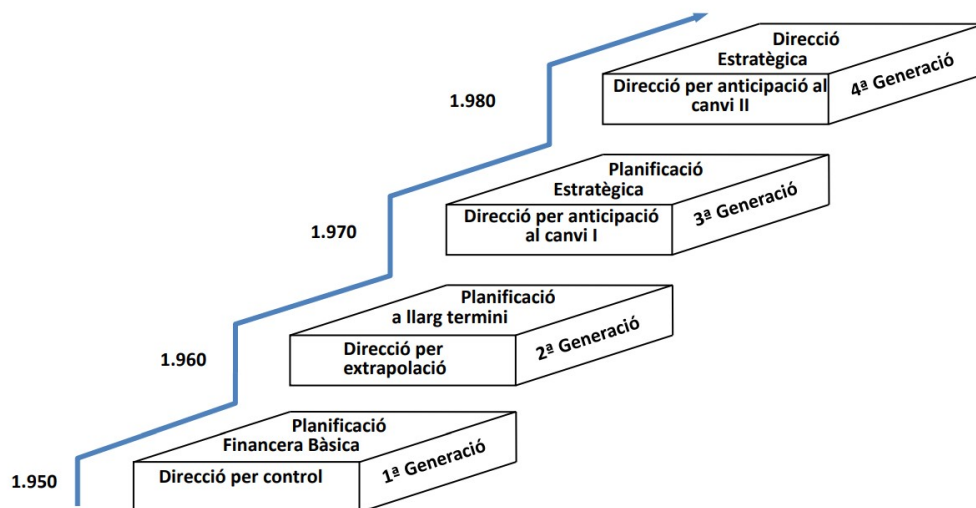 Direcció
Estratègica
Direcció per anticipació al
canvi II
4ª Generació
1.980
Planificació
Estratègica
Direcció per anticipació
al canvi I
3ª Generació
1.970
Planificació
a llarg termini
Direcció per
extrapolació
2ª Generació
1.960
Planificació
Financera Bàsica
Direcció per control
1ª Generació
1.950